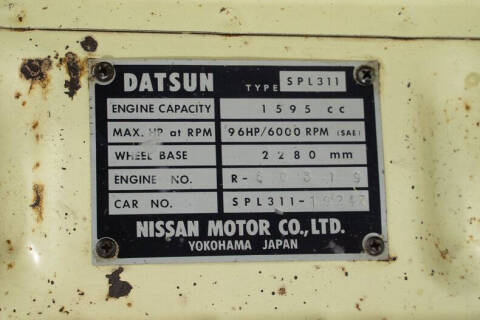 DATSUN TYPE SPL311
ENGINE CAPACITY 1595 cc
MAX. HP at RPM 96HP/6000 RPM (SAE)
WHEEL BASE 2280 mm
ENGINE NO. R-
CAR NO. SPL311-
NISSAN MOTOR CO., LTD.
YOKOHAMA JAPAN